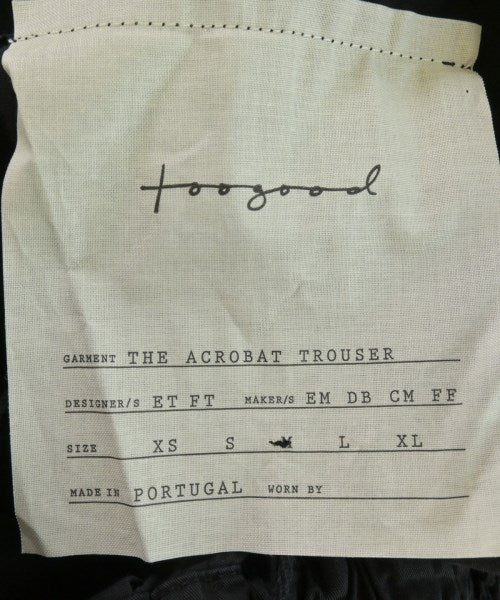 toogood
GARMENT THE ACROBAT TROUSER
DESIGNER/S ET FT MAKER/S EM DB CM FF
SIZE XS S M L XL
MADE IN PORTUGAL WORN BY